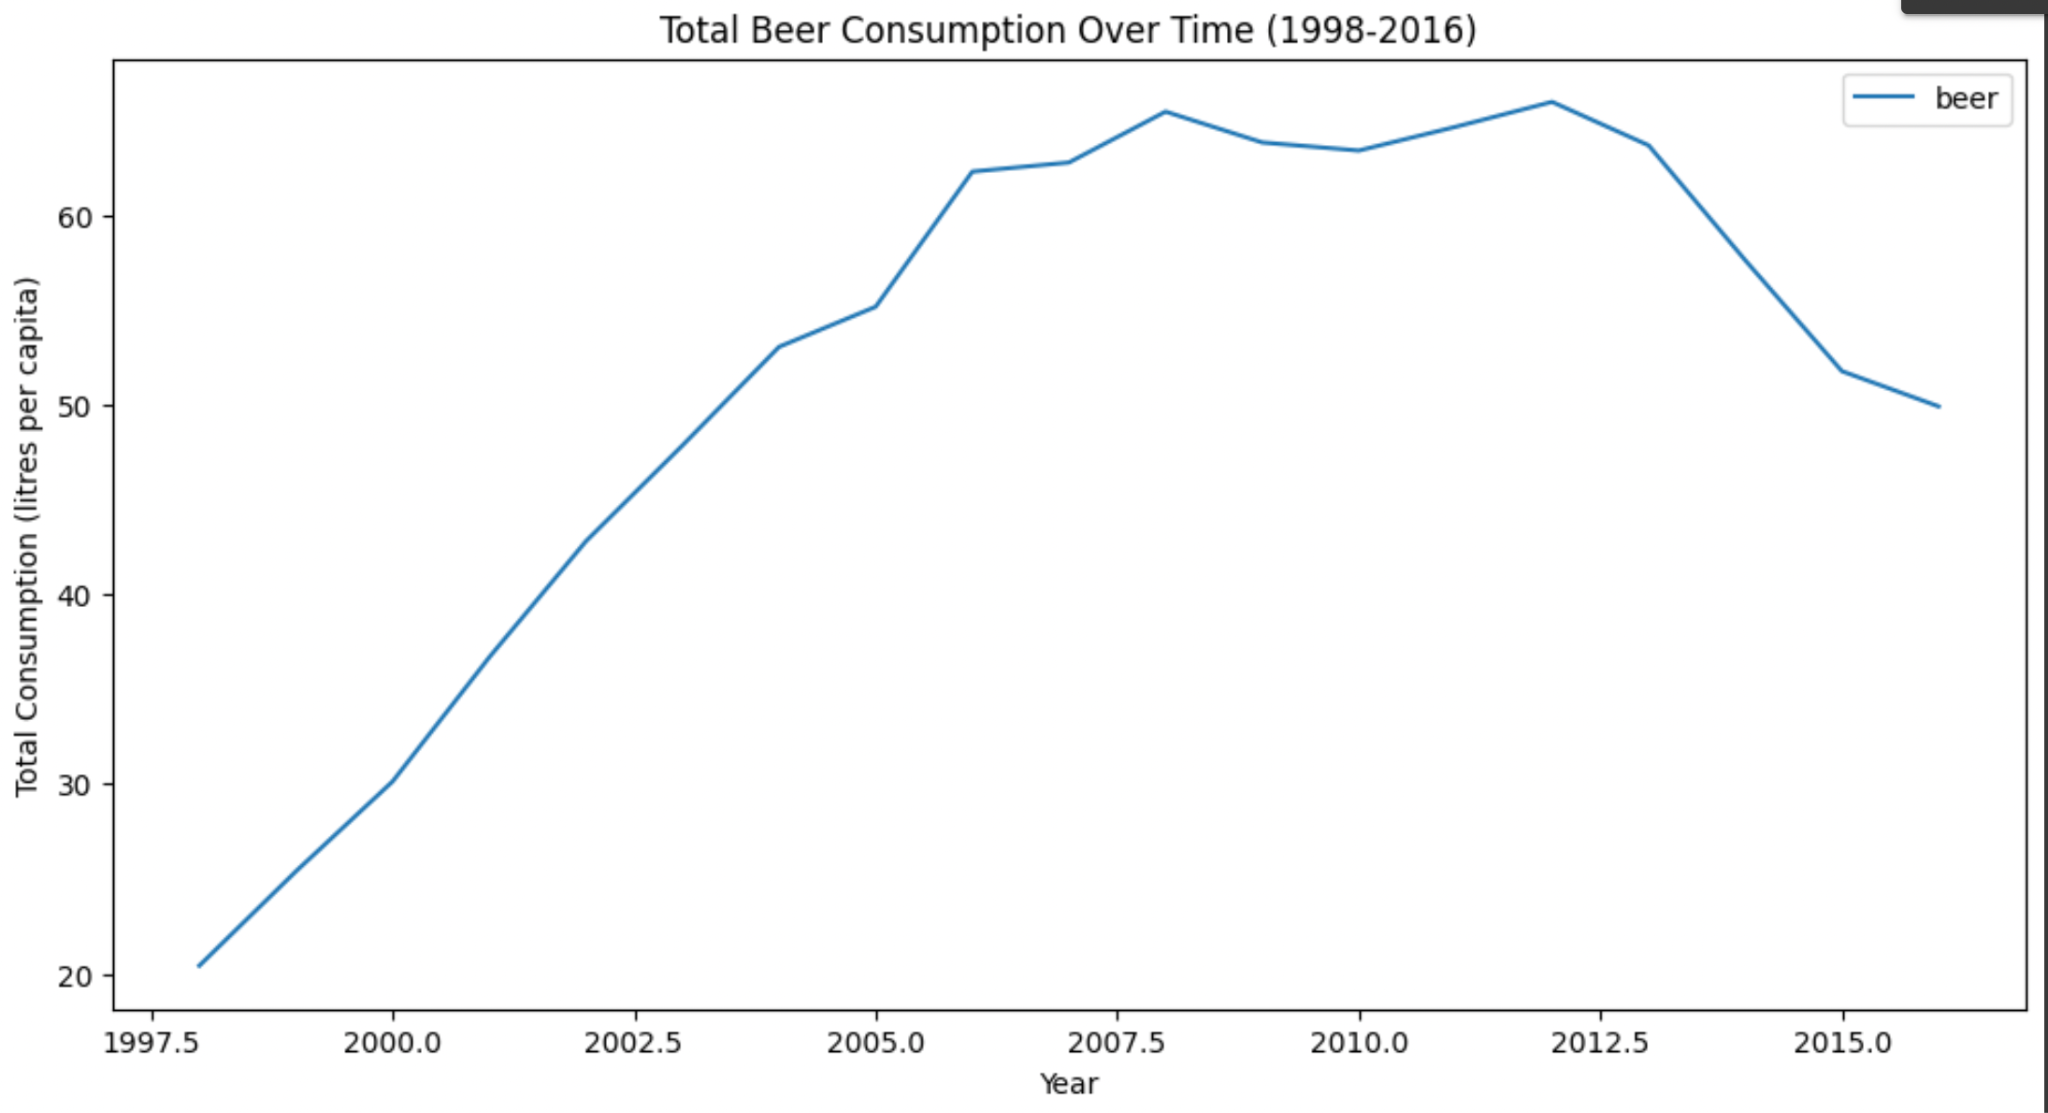 Total Beer Consumption Over Time (1998-2016)
beer
Total Consumption (litres per capita)
60
50
40
30
20
1997.5 2000.0 2002.5 2005.0 2007.5 2010.0 2012.5 2015.0
Year